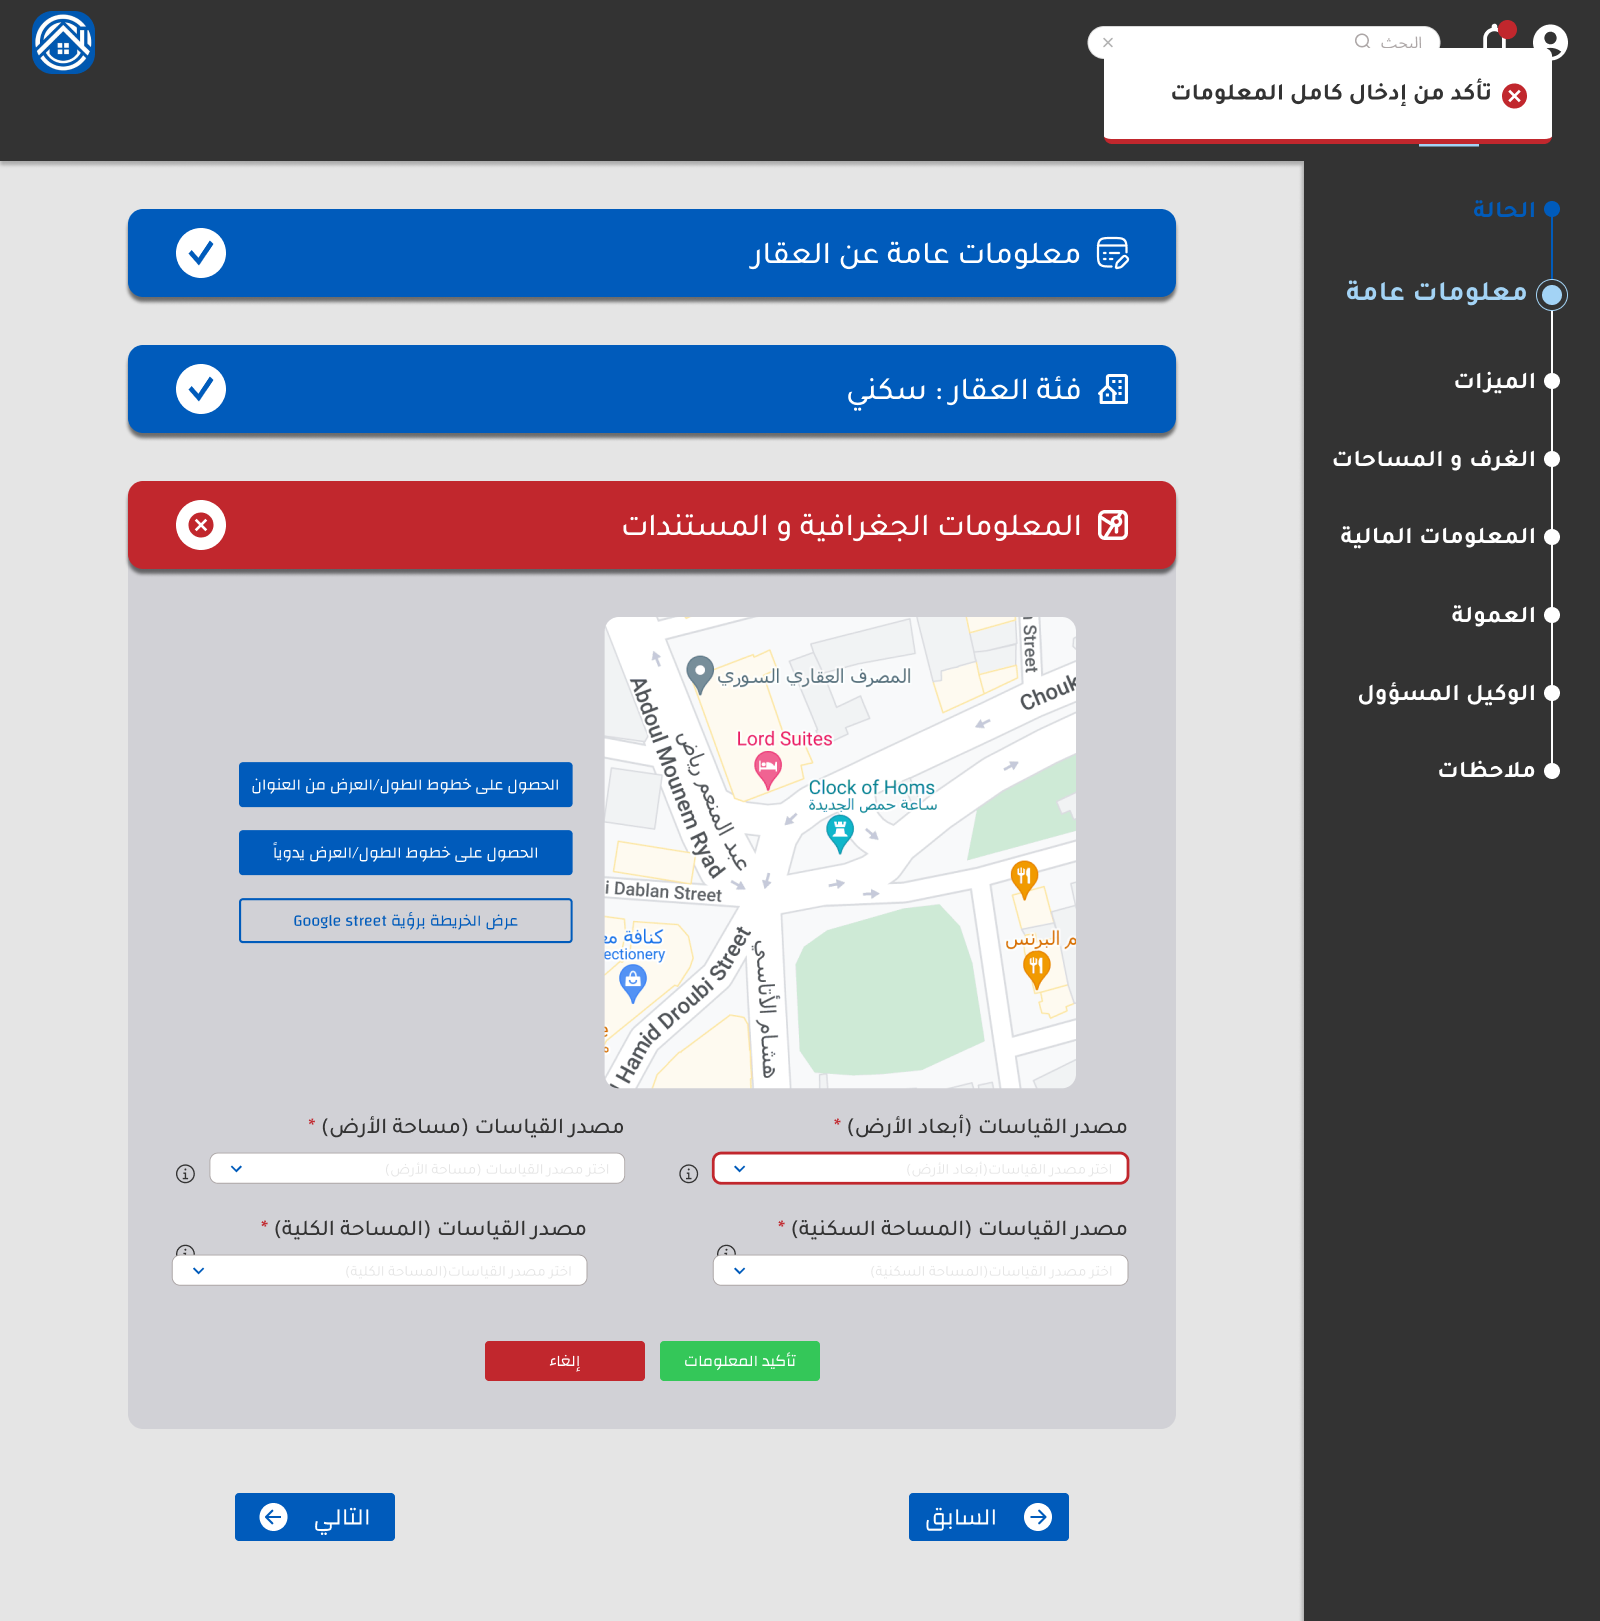 البحث
تأكد من إدخال كامل المعلومات
الحالة
معلومات عامة
الميزات
الغرف و المساحات
المعلومات المالية
العمولة
الوكيل المسؤول
ملاحظات
معلومات عامة عن العقار
فئة العقار : سكني
المعلومات الجغرافية و المستندات
Street
Chouk
المصرف العقاري السوري
Abdoul Mounem Ryad
عبد المنعم رياض
Lord Suites
Clock of Homs
ساعة حمص الجديدة
i Dablan Street
كنافة مع
ectionery
م البرنس
Hamid Droubi Street
هشام الأتاسي
الحصول على خطوط الطول/العرض من العنوان
الحصول على خطوط الطول/العرض يدوياً
عرض الخريطة برؤية Google street
مصدر القياسات (أبعاد الأرض) *
اختر مصدر القياسات(أبعاد الأرض)
مصدر القياسات (مساحة الأرض) *
اختر مصدر القياسات (مساحة الأرض)
مصدر القياسات (المساحة السكنية) *
اختر مصدر القياسات(المساحة السكنية)
مصدر القياسات (المساحة الكلية) *
اختر مصدر القياسات(المساحة الكلية)
تأكيد المعلومات
إلغاء
السابق
التالي